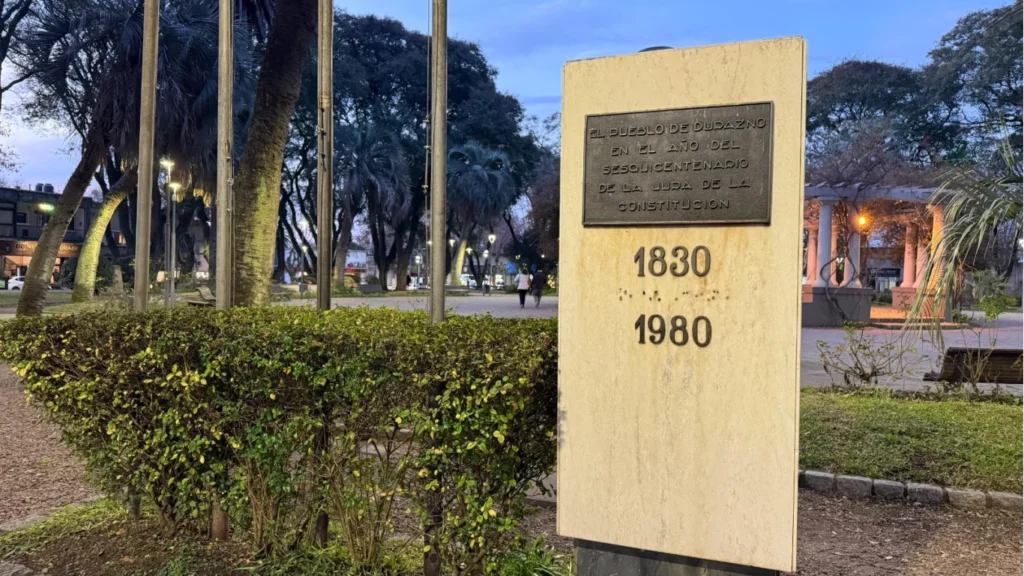 EL PUEBLO DE DURAZNO
EN EL AÑO DEL
SESQUICENTENARIO
DE LA JURA DE LA
CONSTITUCION
1830
1980